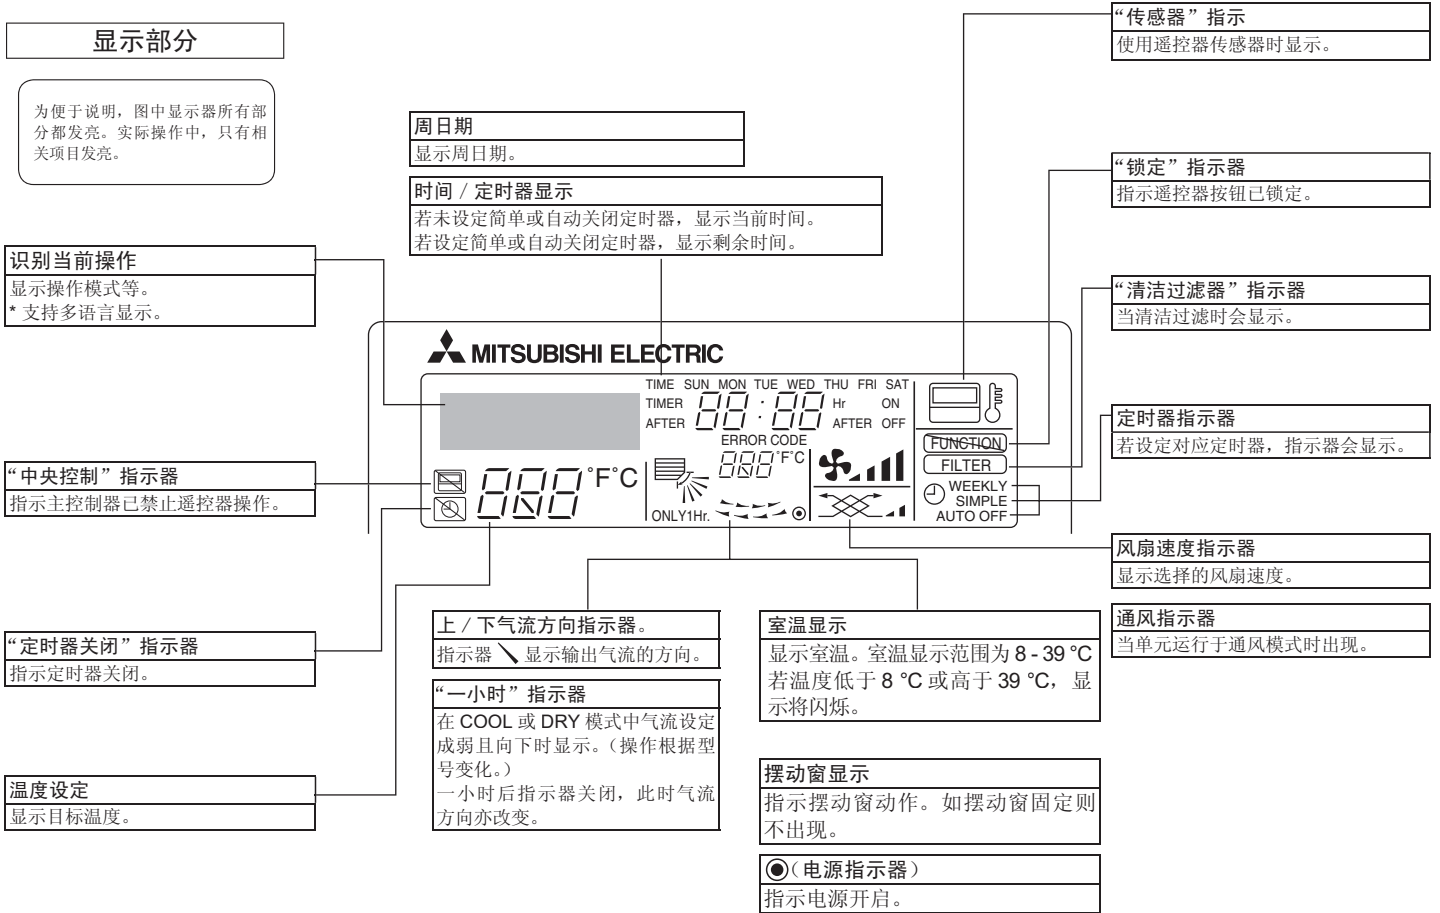 显示部分
为便于说明，图中显示器所有部
分都发亮。实际操作中，只有相
关项目发亮。
周日期
显示周日期。
时间 / 定时器显示
若未设定简单或自动关闭定时器，显示当前时间。
若设定简单或自动关闭定时器，显示剩余时间。
识别当前操作
显示操作模式等。
* 支持多语言显示。
“中央控制”指示器
指示主控制器已禁止遥控器操作。
“定时器关闭”指示器
指示定时器关闭。
温度设定
显示目标温度。
MITSUBISHI ELECTRIC
TIME SUN MON TUE WED THU FRI SAT
TIMER 88:88 Hr ON
AFTER AFTER OFF
ERROR CODE
888°F°C
888°F°C
ONLY1Hr.
FUNCTION
FILTER
WEEKLY
SIMPLE
AUTO OFF
“传感器”指示
使用遥控器传感器时显示。
“锁定”指示器
指示遥控器按钮已锁定。
“清洁过滤器”指示器
当清洁过滤时会显示。
定时器指示器
若设定对应定时器，指示器会显示。
风扇速度指示器
显示选择的风扇速度。
通风指示器
当单元运行于通风模式时出现。
上 / 下气流方向指示器。
指示器 显示输出气流的方向。
“一小时”指示器
在 COOL 或 DRY 模式中气流设定
成弱且向下时显示。（操作根据型
号变化。）
一小时后指示器关闭，此时气流
方向亦改变。
室温显示
显示室温。室温显示范围为 8 - 39 °C
若温度低于 8 °C 或高于 39 °C，显
示将闪烁。
摆动窗显示
指示摆动窗动作。如摆动窗固定则
不出现。
◉（电源指示器）
指示电源开启。